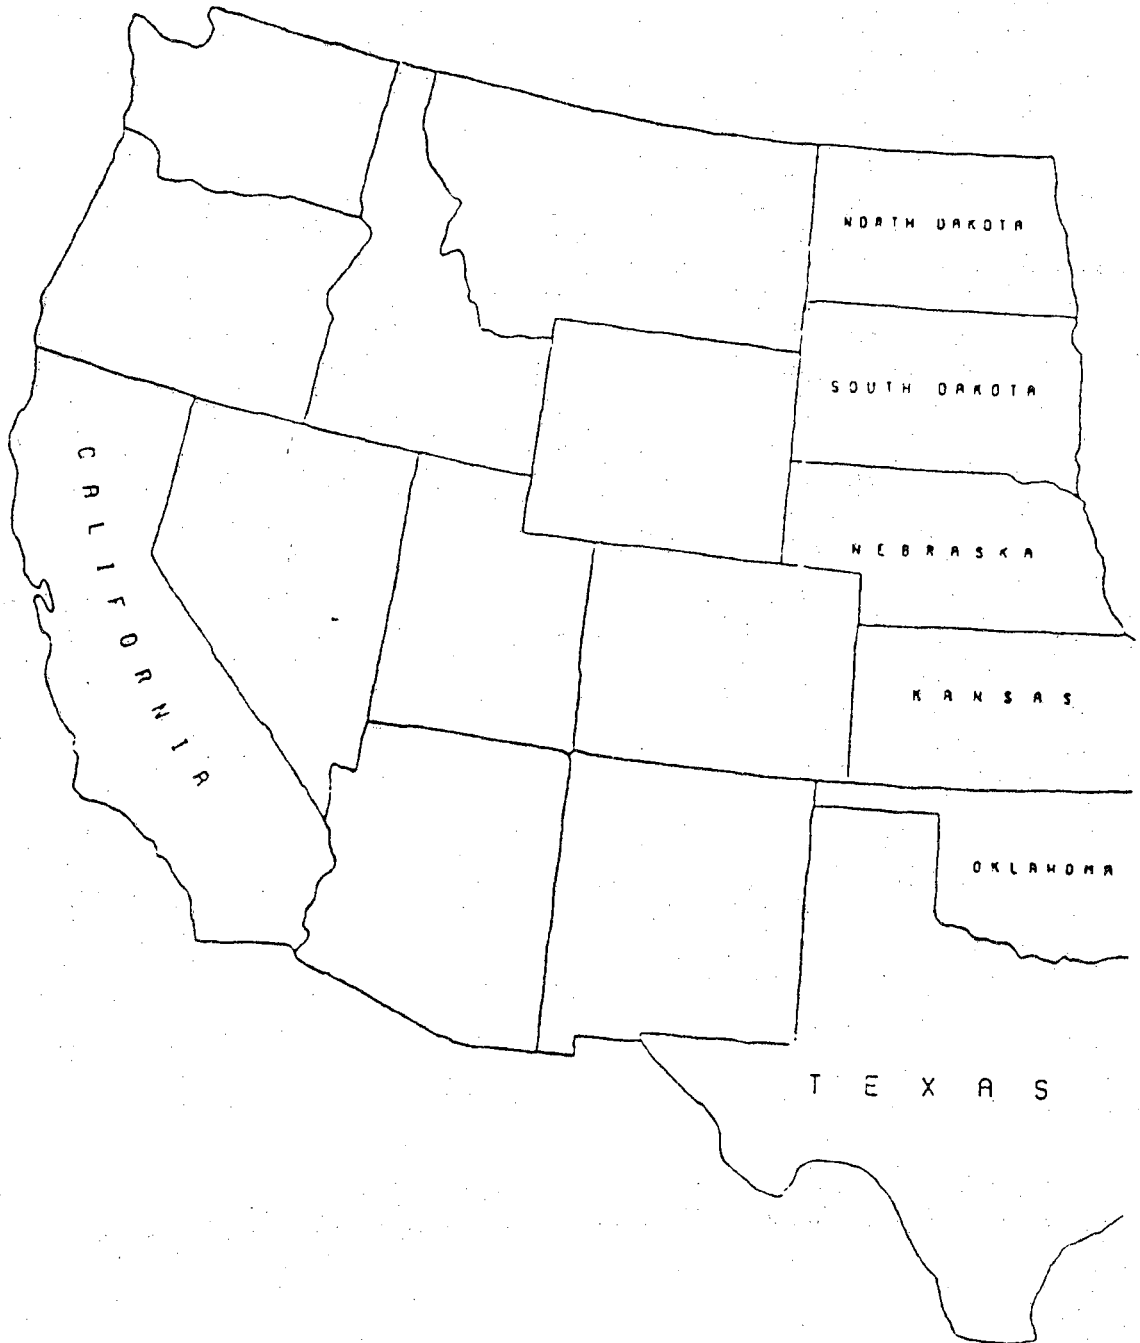 NORTH DAKOTA
SOUTH DAKOTA
CALIFORNIA
NEBRASKA
KANSAS
OKLAHOMA
TEXAS